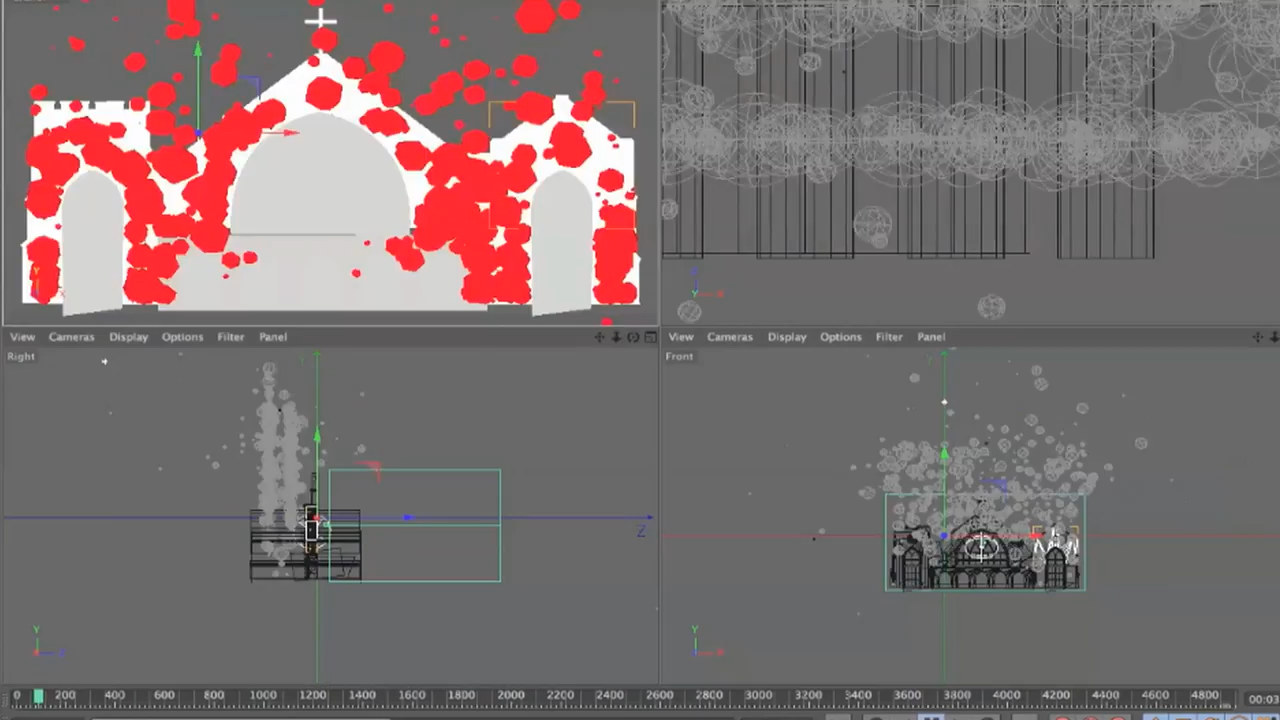 View Cameras Display Options Filter Panel
View Cameras Display Options Filter Panel
Right
Front
Y
Z
Y
Y
Y
0 200 400 600 800 1000 1200 1400 1600 1800 2000 2200 2400 2600 2800 3000 3200 3400 3600 3800 4000 4200 4400 4600 4800 00:03